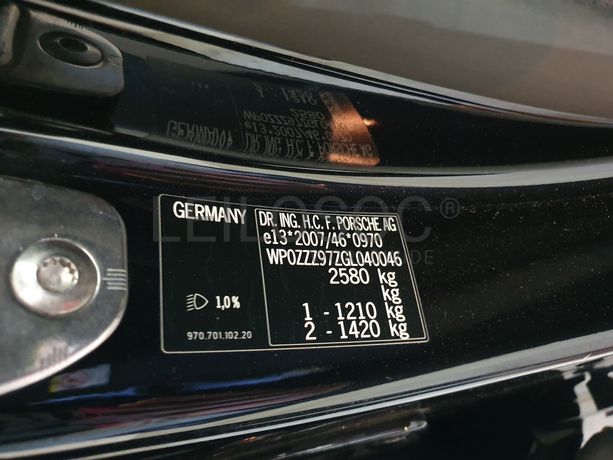 GERMANY
DR. ING. H.C. F. PORSCHE AG
e13*2007/46*0970
WP0ZZZ97ZGL040046
2580 kg
kg
1 - 1210 kg
2 - 1420 kg
1,0%
970.701.102.20
LEILOSOC®